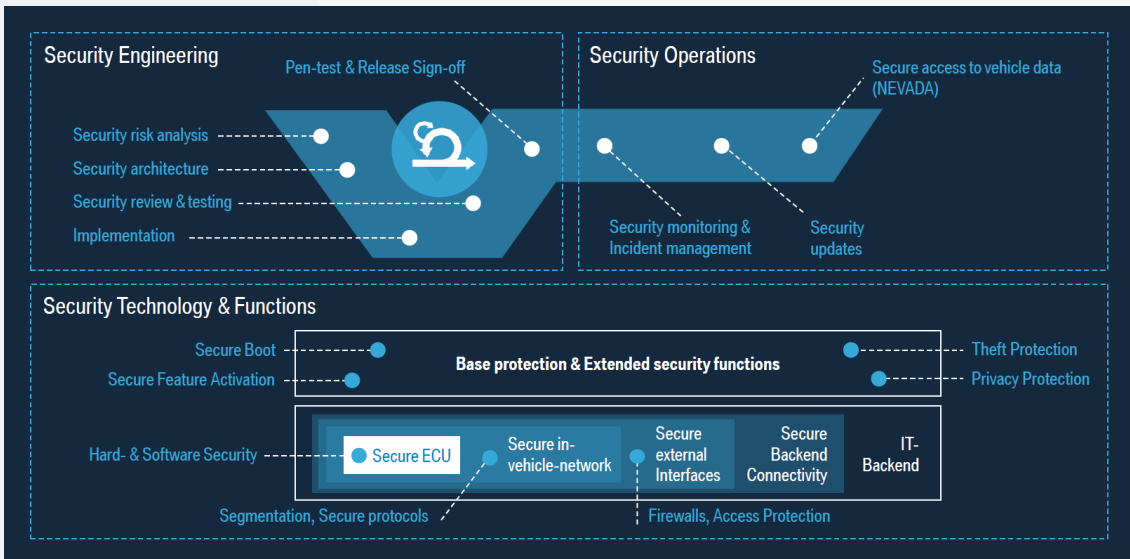 Security Engineering
Pen-test & Release Sign-off
Security risk analysis
Security architecture
Security review & testing
Implementation
Security Operations
Secure access to vehicle data
(NEVADA)
Security monitoring &
Incident management
Security
updates
Security Technology & Functions
Secure Boot
Secure Feature Activation
Base protection & Extended security functions
Theft Protection
Privacy Protection
Hard- & Software Security
Secure ECU
Secure in-
vehicle-network
Secure
external
Interfaces
Secure
Backend
Connectivity
IT-
Backend
Segmentation, Secure protocols
Firewalls, Access Protection